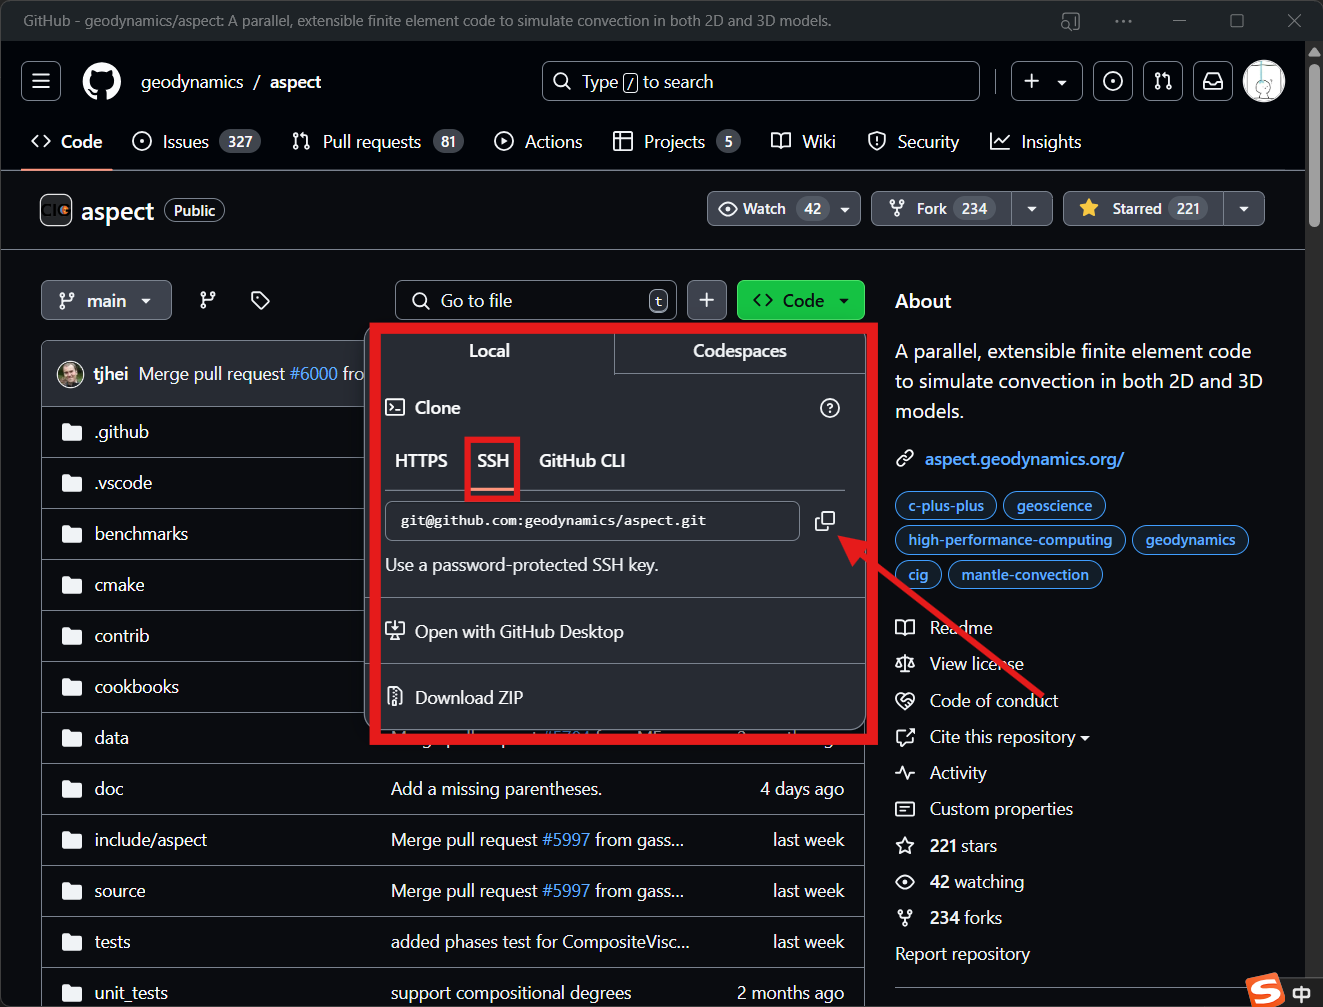 GitHub - geodynamics/aspect: A parallel, extensible finite element code to simulate convection in both 2D and 3D models.
geodynamics / aspect
Type / to search
Code
Issues 327
Pull requests 81
Actions
Projects 5
Wiki
Security
Insights
CIG
aspect Public
Watch 42
Fork 234
Starred 221
main
Go to file t
Code
About
A parallel, extensible finite element code
to simulate convection in both 2D and 3D
models.
aspect.geodynamics.org/
c-plus-plus geoscience
high-performance-computing geodynamics
cig mantle-convection
Readme
View license
Code of conduct
Cite this repository
Activity
Custom properties
221 stars
42 watching
234 forks
Report repository
tjhei Merge pull request #6000 fro
Local Codespaces
Clone
HTTPS SSH GitHub CLI
git@github.com:geodynamics/aspect.git
Use a password-protected SSH key.
Open with GitHub Desktop
Download ZIP
.github
.vscode
benchmarks
cmake
contrib
cookbooks
data
doc Add a missing parentheses. 4 days ago
include/aspect Merge pull request #5997 from gass... last week
source Merge pull request #5997 from gass... last week
tests added phases test for CompositeVisc... last week
unit_tests support compositional degrees 2 months ago
S 中